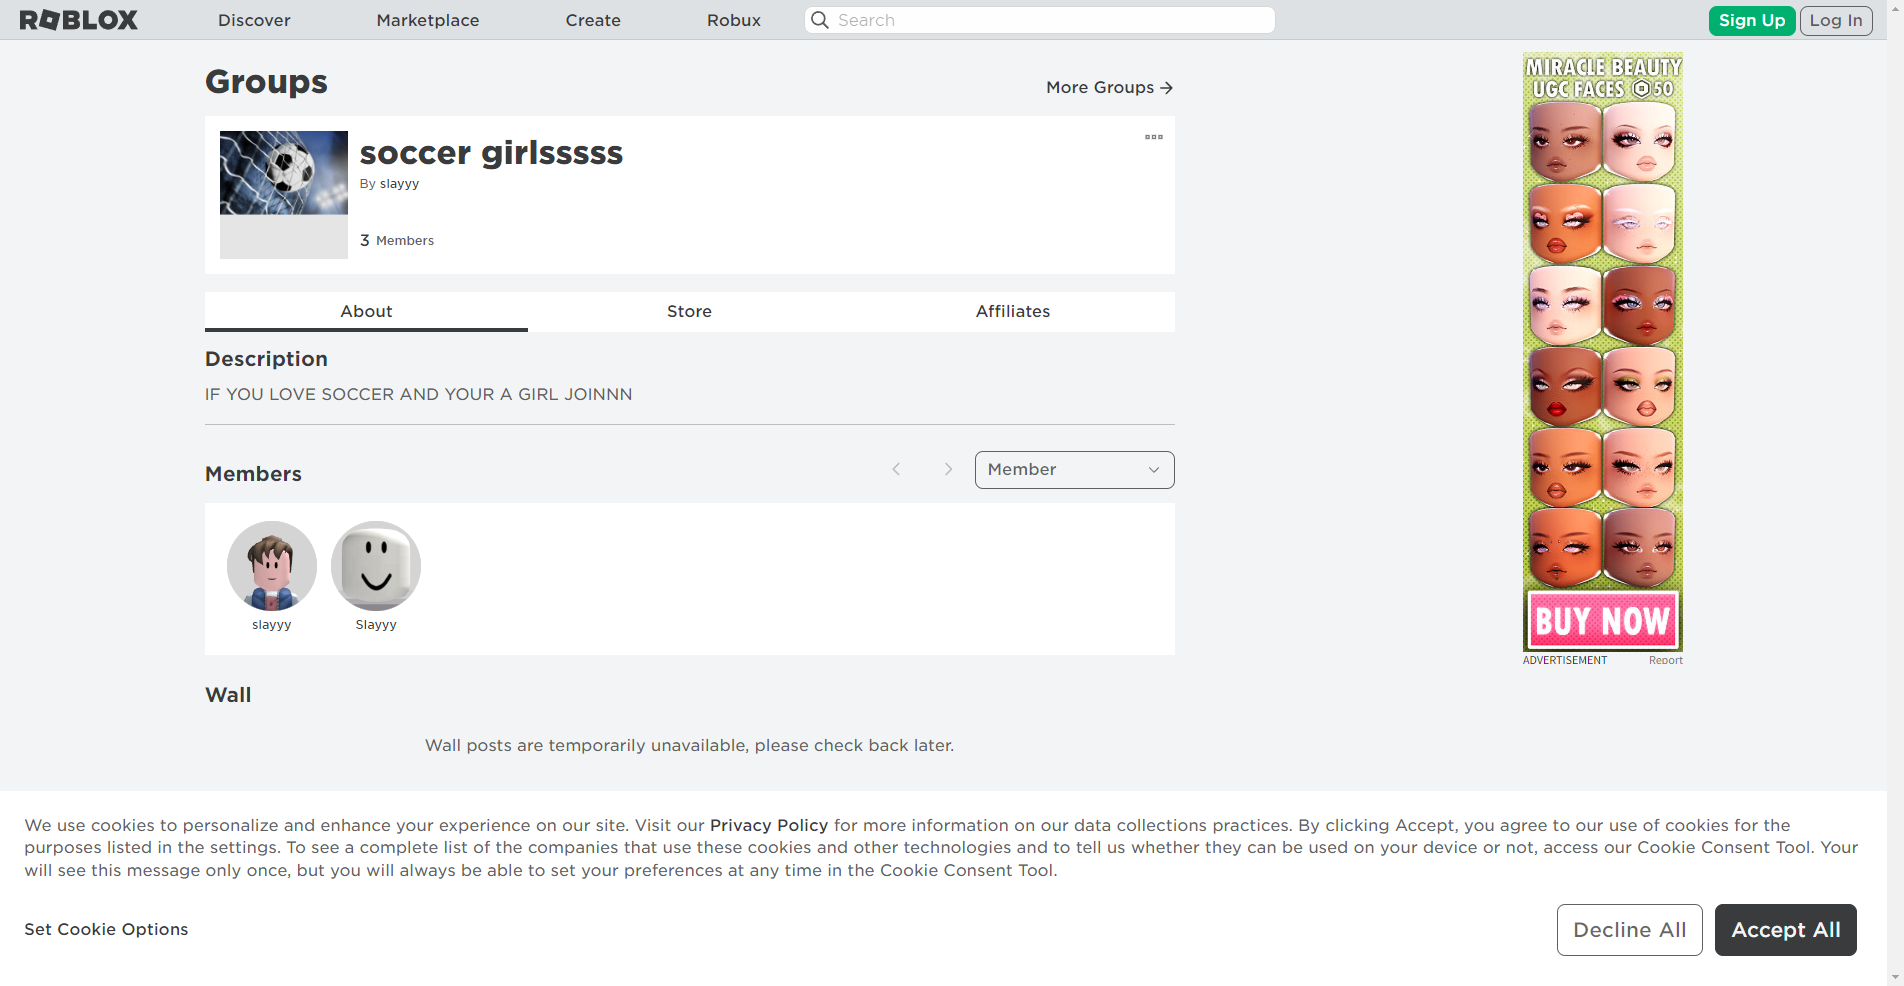 ROBLOX
Discover
Marketplace
Create
Robux
Search
Sign Up
Log In
Groups
More Groups
soccer girlsssss
By slayyy
3 Members
About
Store
Affiliates
Description
IF YOU LOVE SOCCER AND YOUR A GIRL JOINNN
Members
Member
slayyy
Slayyy
Wall
Wall posts are temporarily unavailable, please check back later.
MIRACLE BEAUTY
UGC FACES 50
BUY NOW
ADVERTISEMENT
Report
We use cookies to personalize and enhance your experience on our site. Visit our Privacy Policy for more information on our data collections practices. By clicking Accept, you agree to our use of cookies for the
purposes listed in the settings. To see a complete list of the companies that use these cookies and other technologies and to tell us whether they can be used on your device or not, access our Cookie Consent Tool. Your
will see this message only once, but you will always be able to set your preferences at any time in the Cookie Consent Tool.
Set Cookie Options
Decline All
Accept All